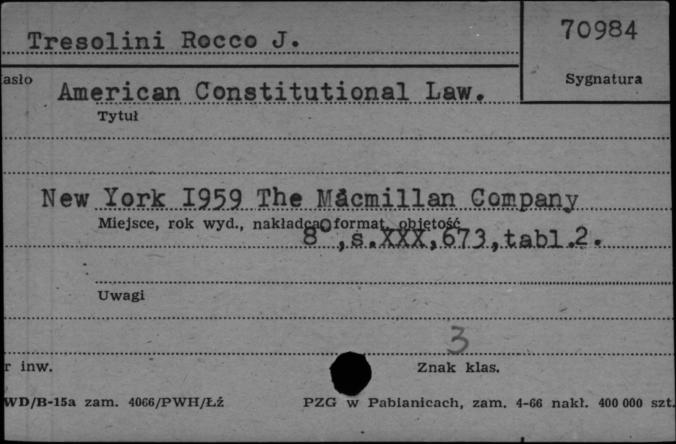 Tresolini Rocco J.
70984
Sygnatura
asło
American Constitutional Law.
Tytuł
New York I959 The Macmillan Company
Miejsce, rok wyd., nakładca, format, objętość
8°, s.XXX,673,tabl.2.
Uwagi
3
r inw.
Znak klas.
WD/B-15a zam. 4066/PWH/Łź
PZG w Pabianicach, zam. 4-66 nakł. 400 000 szt.